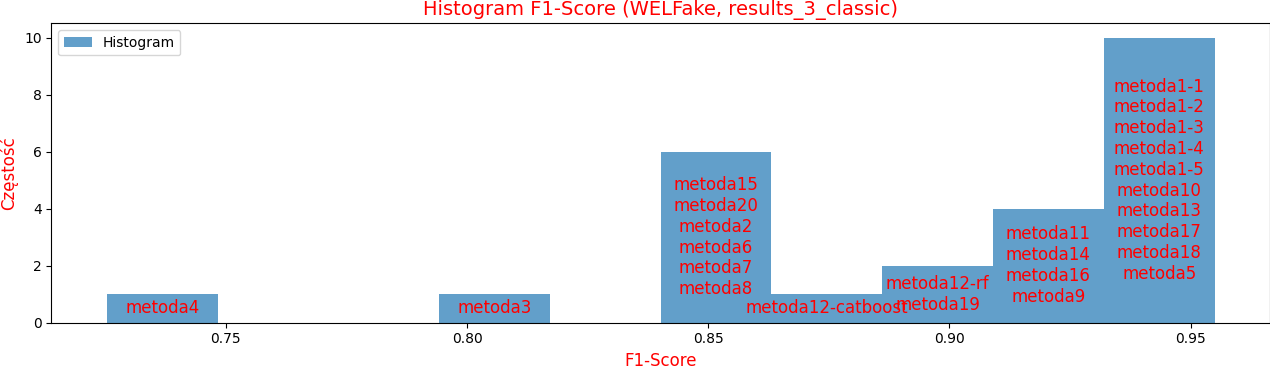 Histogram F1-Score (WELFake, results_3_classic)
Histogram
Częstość
10
8
6
4
2
0
metoda4
metoda3
metoda15
metoda20
metoda2
metoda6
metoda7
metoda8
metoda12-catboost
metoda12-rf
metoda19
metoda11
metoda14
metoda16
metoda9
metoda1-1
metoda1-2
metoda1-3
metoda1-4
metoda1-5
metoda10
metoda13
metoda17
metoda18
metoda5
0.75
0.80
0.85
0.90
0.95
F1-Score